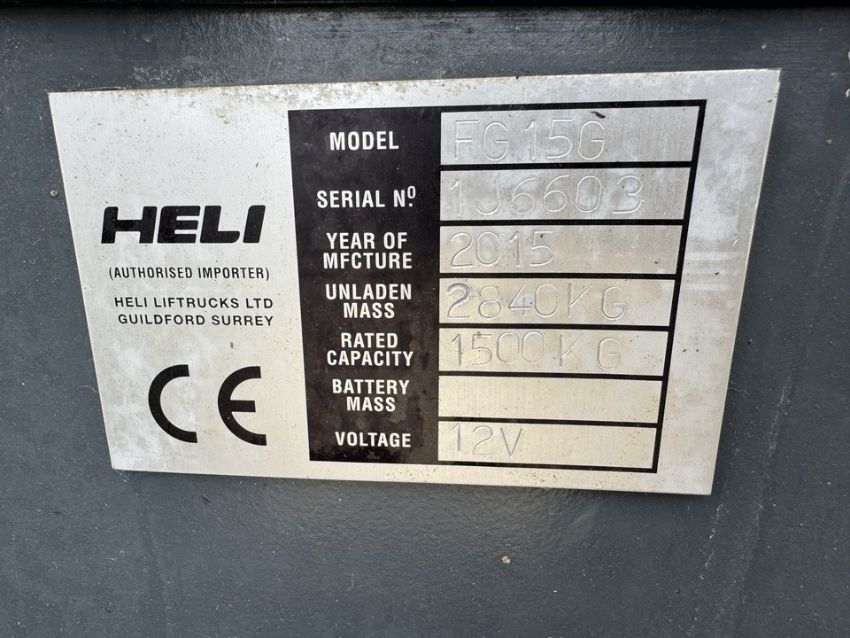 HELI
(AUTHORISED IMPORTER)
HELI LIFTRUCKS LTD
GUILDFORD SURREY
CE
MODEL FG15G
SERIAL Nº. 1J6603
YEAR OF MFCTURE 2015
UNLADEN MASS 2840KG
RATED CAPACITY 1500KG
BATTERY MASS
VOLTAGE 12V